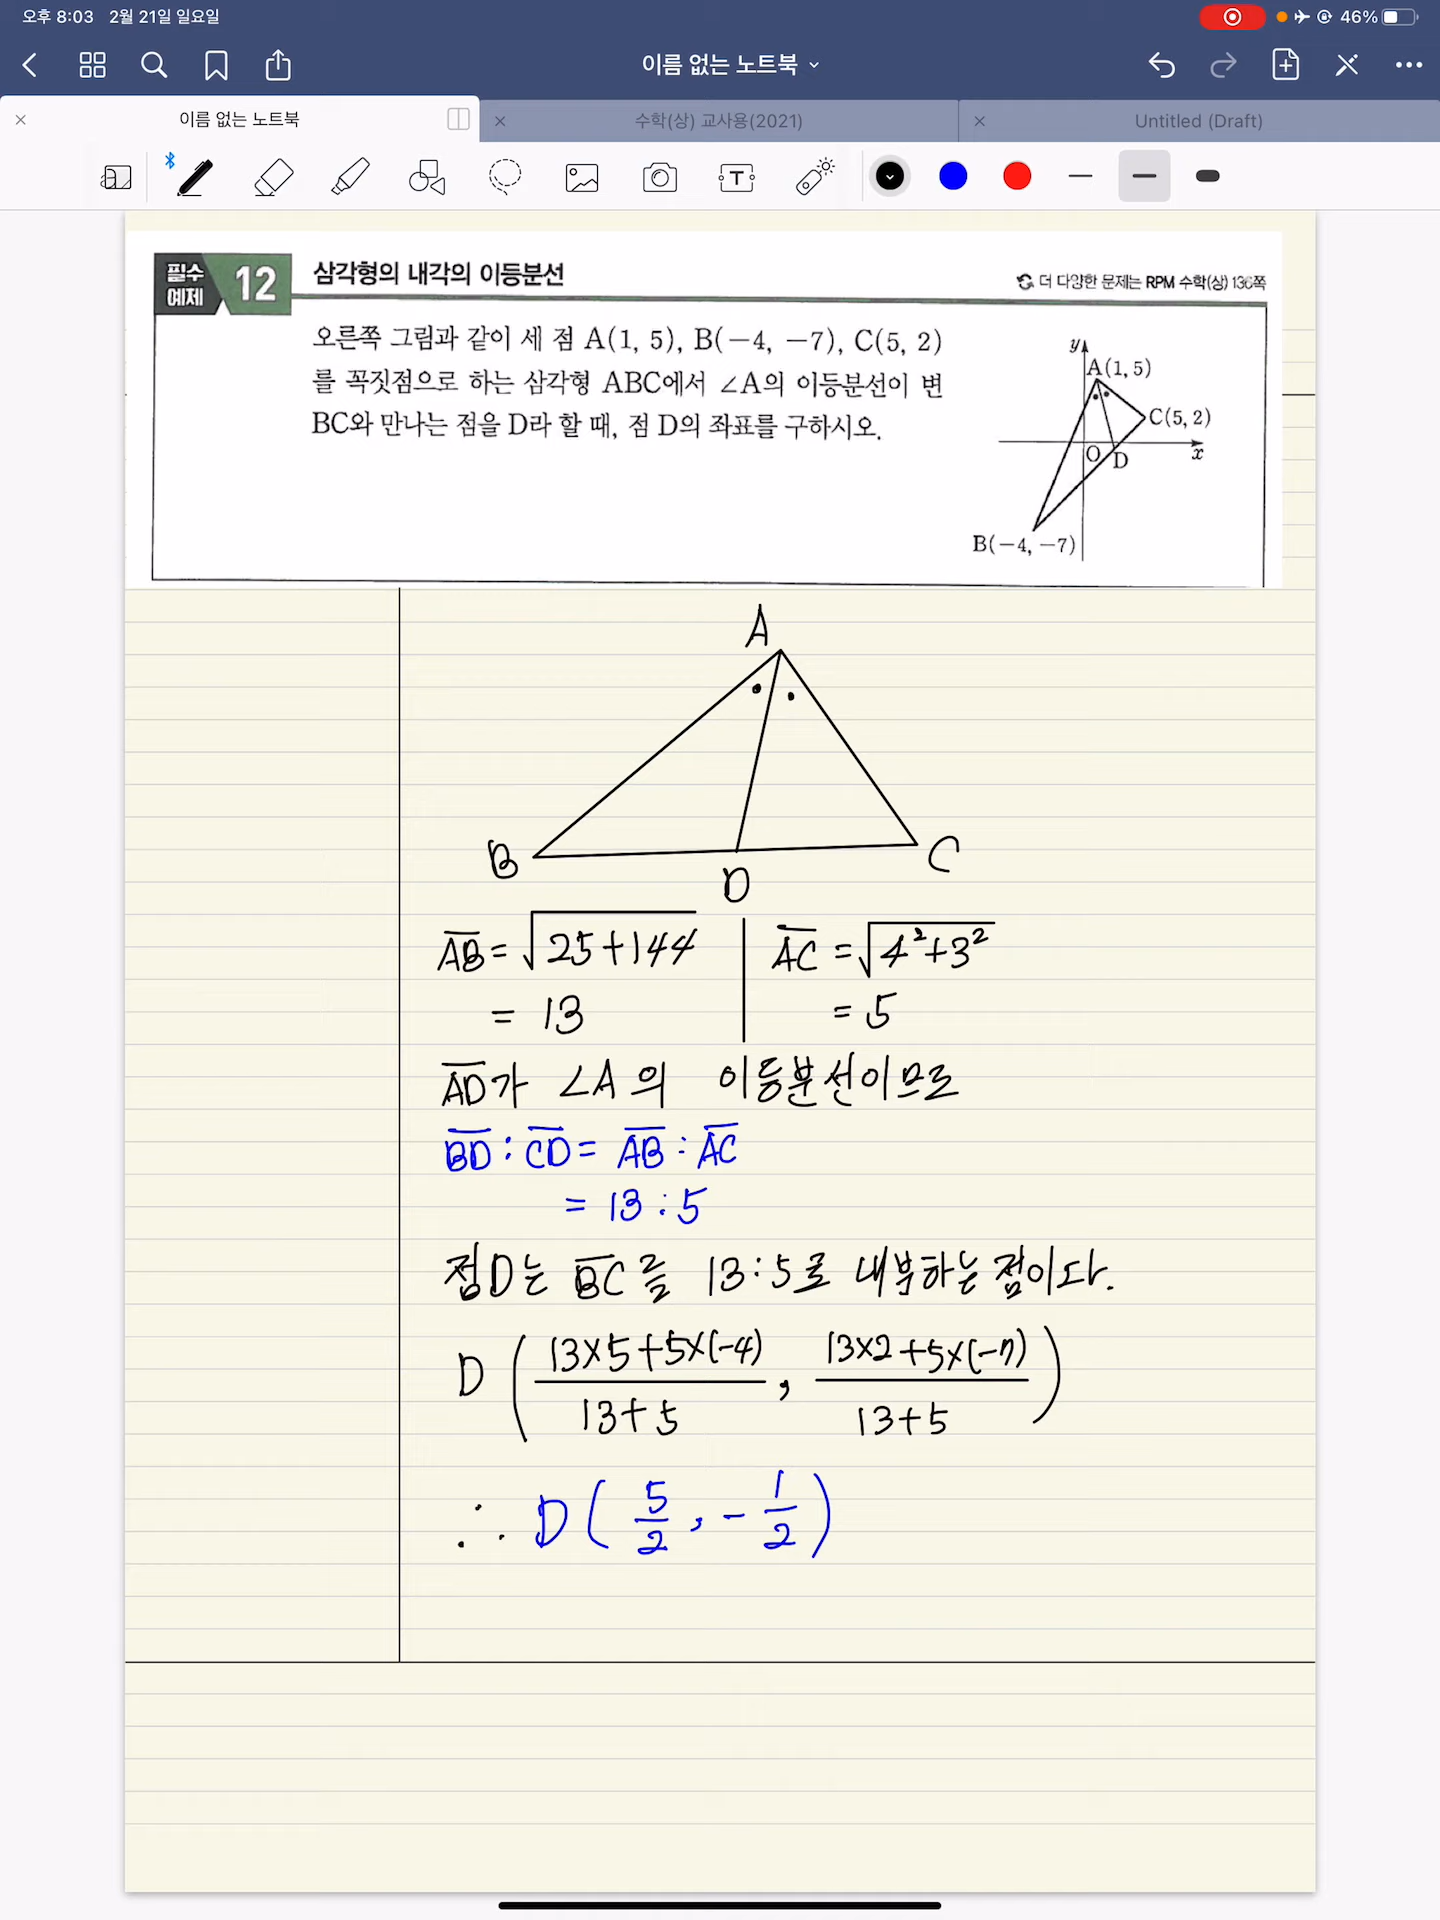 오후 8:03 2월 21일 일요일
46%
이름 없는 노트북
이름 없는 노트북
수학(상) 교사용(2021)
Untitled (Draft)
필수 예제 12 삼각형의 내각의 이등분선
더 다양한 문제는 RPM 수학(상) 136쪽
오른쪽 그림과 같이 세 점 A(1, 5), B(−4, −7), C(5, 2)
를 꼭짓점으로 하는 삼각형 ABC에서 ∠A의 이등분선이 변
BC와 만나는 점을 D라 할 때, 점 D의 좌표를 구하시오.
y
A(1, 5)
C(5, 2)
O D x
B(−4, −7)
A
B
C
D
A͞B = √(25+144)
= 13
A͞C = √(4²+3²)
= 5
A͞D가 ∠A의 이등분선이므로
B͞D : C͞D = A͞B : A͞C
= 13 : 5
점D는 B͞C를 13:5로 내부하는 점이다.
D ( (13×5+5×(-4))/(13+5) , (13×2+5×(-7))/(13+5) )
∴ D ( 5/2 , - 1/2 )